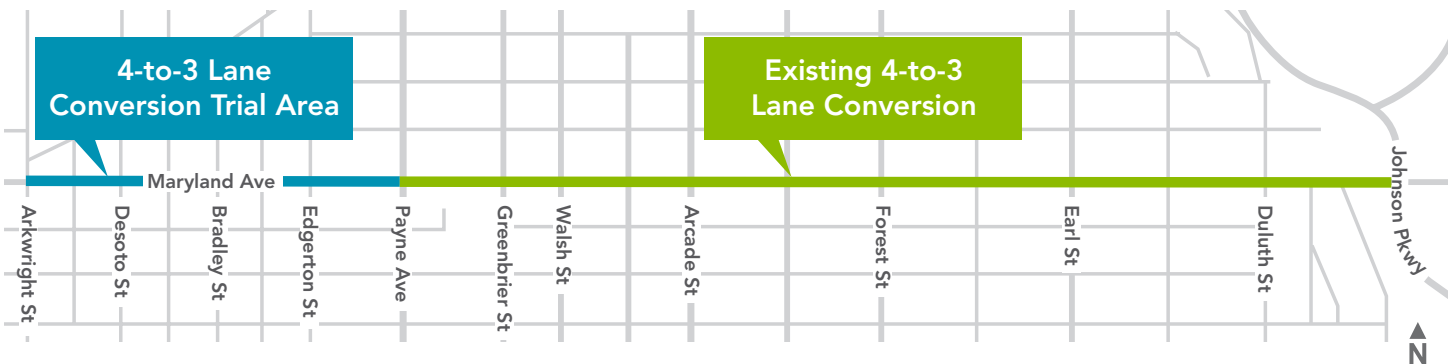 4-to-3 Lane
Conversion Trial Area
Existing 4-to-3
Lane Conversion
Maryland Ave
Arkwright St
Desoto St
Bradley St
Edgerton St
Payne Ave
Greenbrier St
Walsh St
Arcade St
Forest St
Earl St
Duluth St
Johnson Pkwy
N